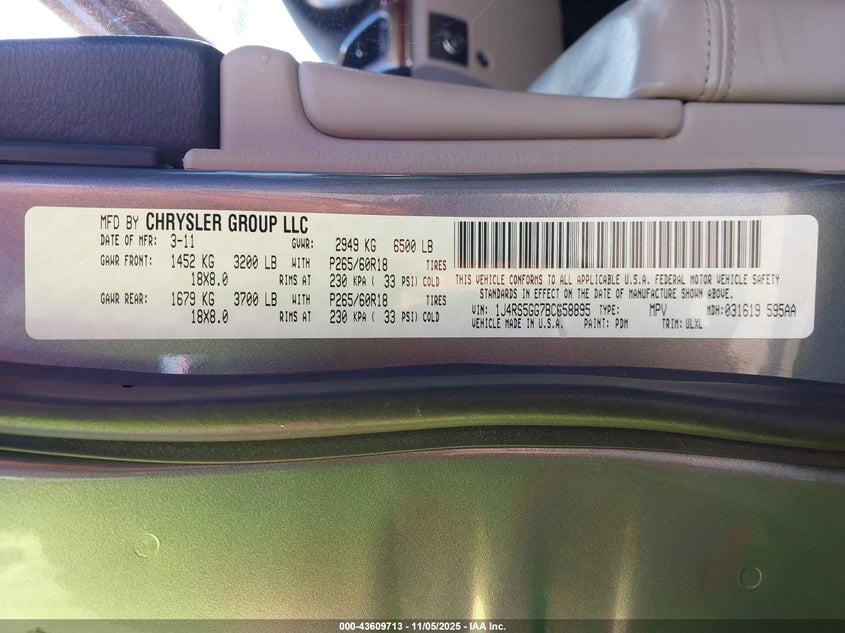 MFD BY CHRYSLER GROUP LLC
DATE OF MFR: 3-11 GVWR: 2949 KG 6500 LB
GAWR FRONT: 1452 KG 3200 LB WITH P265/60R18 TIRES
18X8.0 RIMS AT 230 KPA ( 33 PSI) COLD
GAWR REAR: 1679 KG 3700 LB WITH P265/60R18 TIRES
18X8.0 RIMS AT 230 KPA ( 33 PSI) COLD
THIS VEHICLE CONFORMS TO ALL APPLICABLE U.S.A. FEDERAL MOTOR VEHICLE SAFETY
STANDARDS IN EFFECT ON THE DATE OF MANUFACTURE SHOWN ABOVE.
VIN: 1J4RS5GG7BC658895 TYPE: MPV MDH: 031619 595AA
VEHICLE MADE IN U.S.A. PAINT: PDM TRIM: ULXL
000-43609713 - 11/05/2025 - IAA Inc.